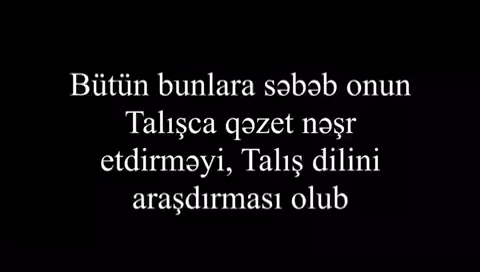 Bütün bunlara səbəb onun
Talışca qəzet nəşr
etdirməyi, Talış dilini
araşdırması olub